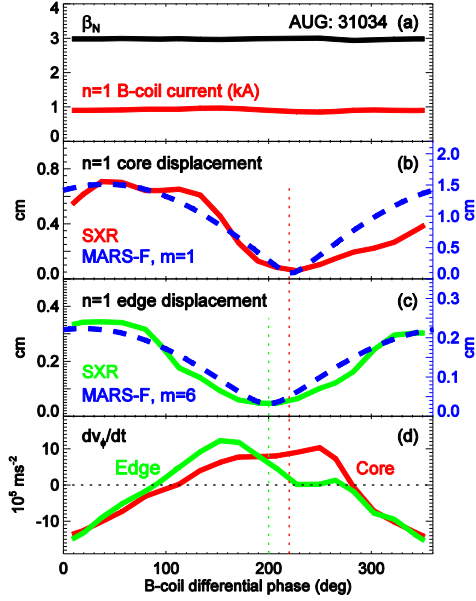 β_N AUG: 31034 (a)
4
3
2
n=1 B-coil current (kA)
1
0
n=1 core displacement (b)
2.0
0.8
1.5
cm
0.4
1.0
cm
SXR
0.5
MARS-F, m=1
0.0
0.0
n=1 edge displacement (c)
0.3
0.4
cm
0.2
cm
0.2
SXR
0.1
MARS-F, m=6
0.0
0.0
dv_ϕ/dt (d)
10
Edge Core
10⁵ ms⁻²
0
-10
0 100 200 300
B-coil differential phase (deg)